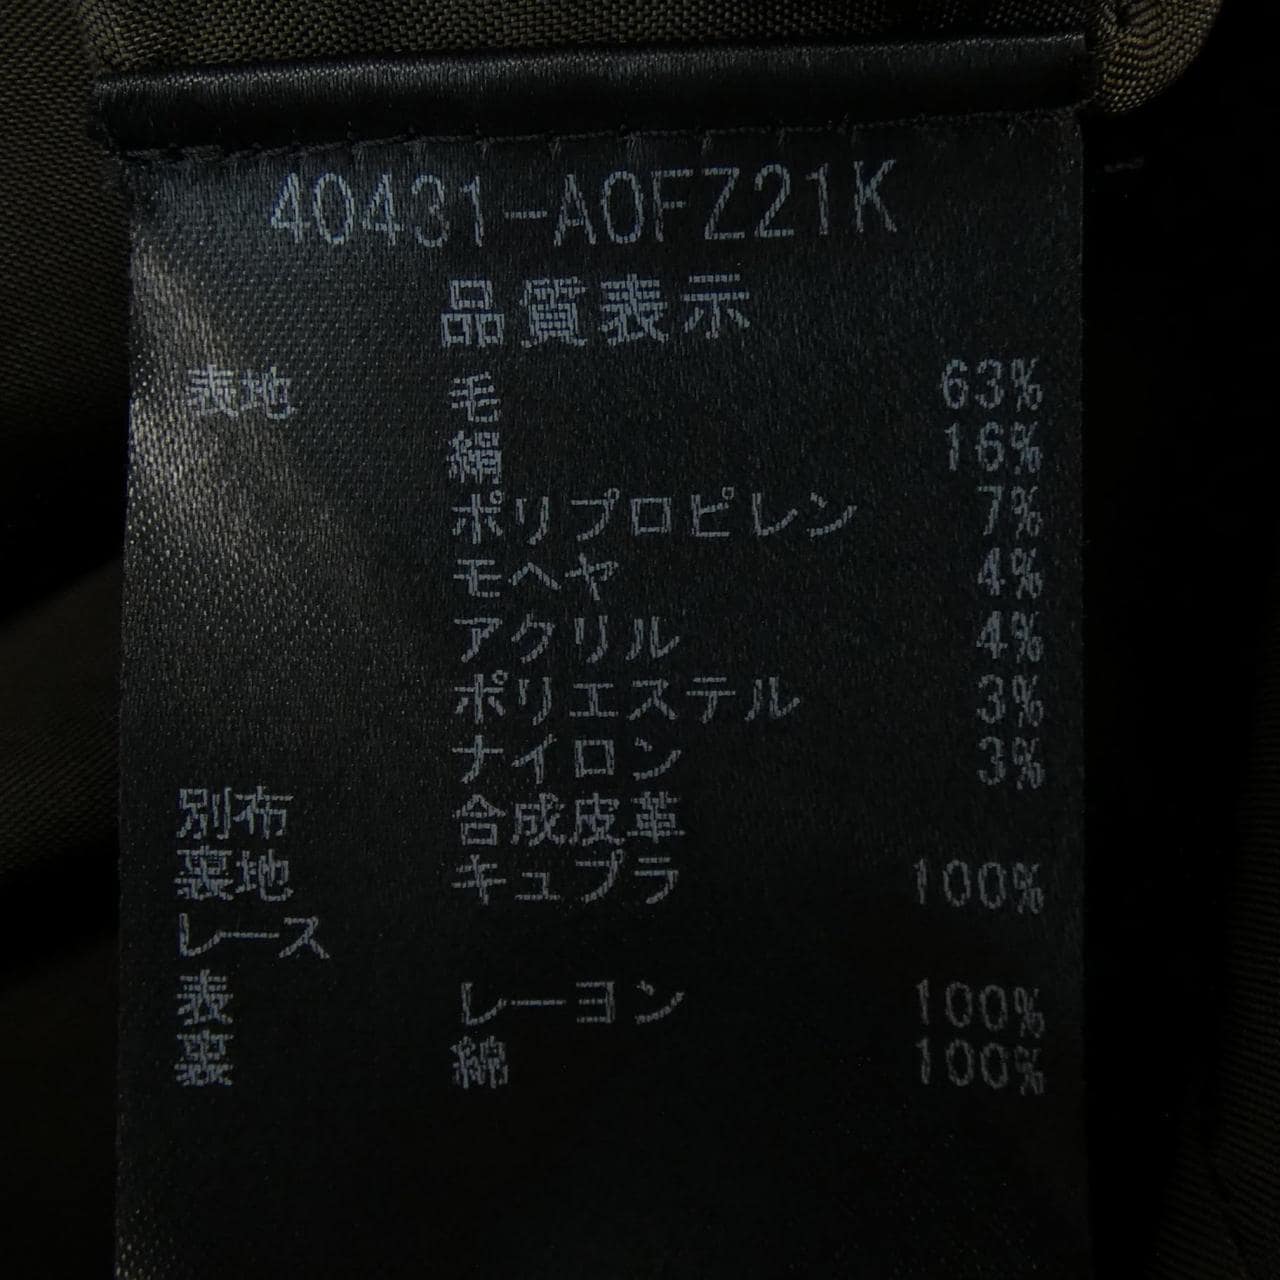 40431-A0FZ21K
品質表示
表地 毛 63%
絹 16%
ポリプロピレン 7%
モヘヤ 4%
アクリル 4%
ポリエステル 3%
ナイロン 3%
別布 合成皮革
裏地 キュプラ 100%
レース
表 レーヨン 100%
裏 綿 100%